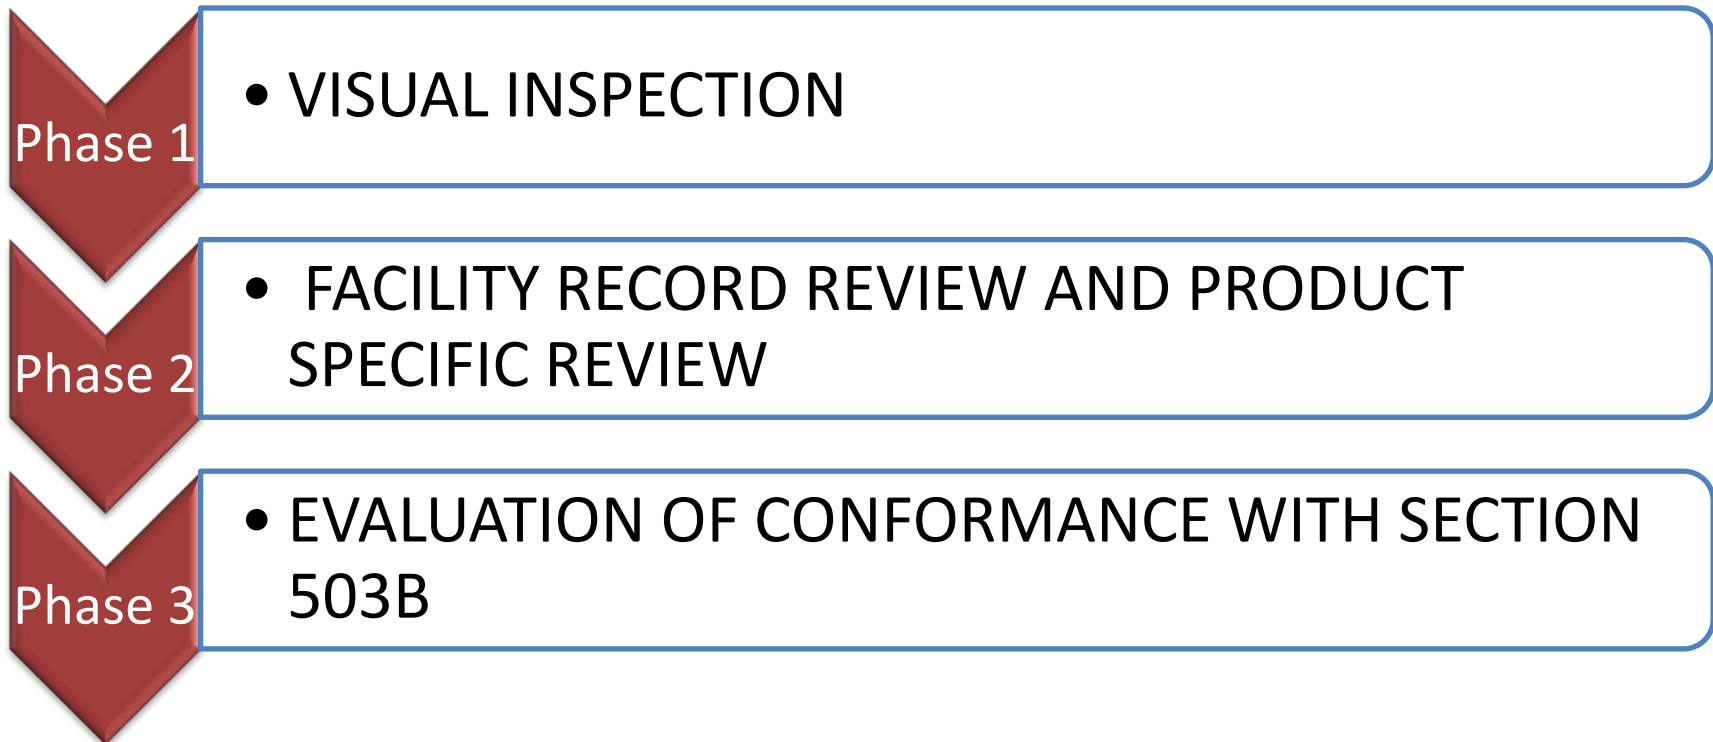 Phase 1
• VISUAL INSPECTION
Phase 2
• FACILITY RECORD REVIEW AND PRODUCT
SPECIFIC REVIEW
Phase 3
• EVALUATION OF CONFORMANCE WITH SECTION
503B